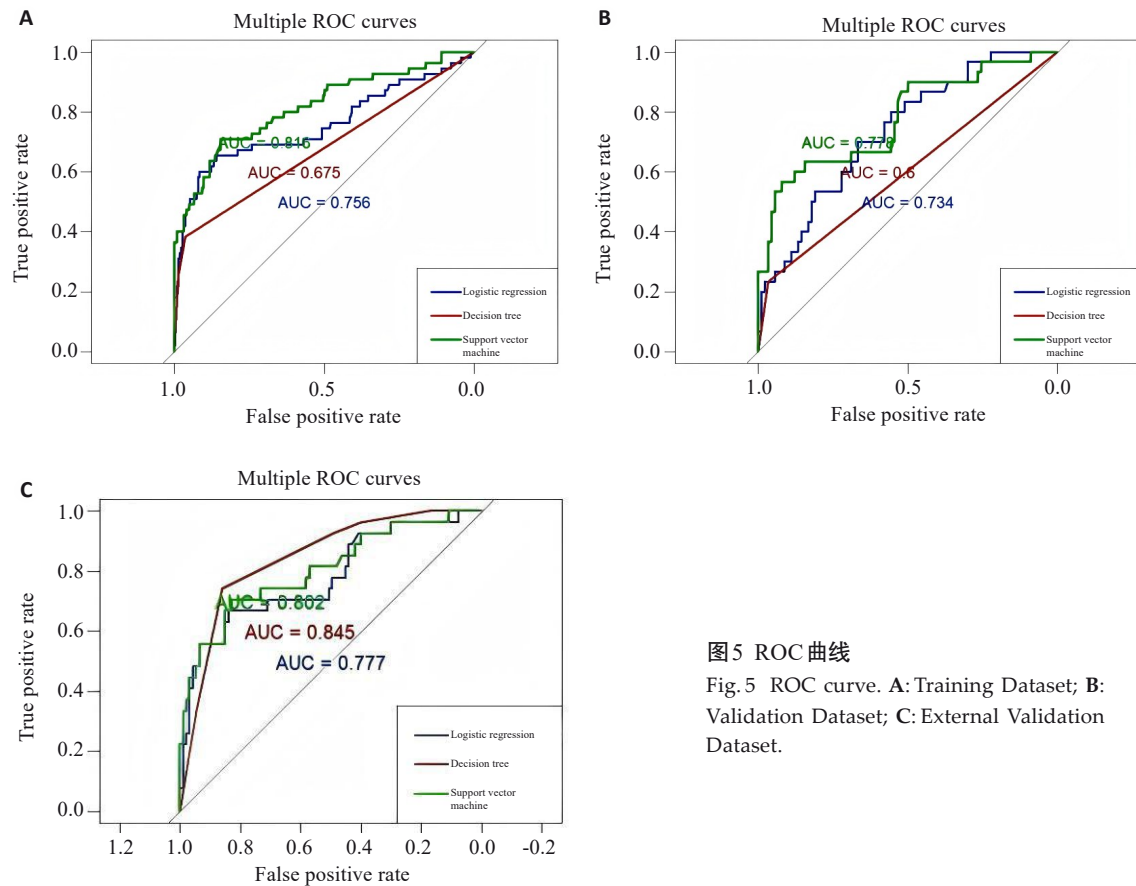 A
Multiple ROC curves
True positive rate
1.0
0.8
0.6
0.4
0.2
0.0
AUC = 0.816
AUC = 0.675
AUC = 0.756
Logistic regression
Decision tree
Support vector
machine
1.0 0.5 0.0
False positive rate
B
Multiple ROC curves
True positive rate
1.0
0.8
0.6
0.4
0.2
0.0
AUC = 0.778
AUC = 0.6
AUC = 0.734
Logistic regression
Decision tree
Support vector
machine
1.0 0.5 0.0
False positive rate
C
Multiple ROC curves
True positive rate
1.0
0.8
0.6
0.4
0.2
0.0
AUC = 0.802
AUC = 0.845
AUC = 0.777
Logistic regression
Decision tree
Support vector
machine
1.2 1.0 0.8 0.6 0.4 0.2 0.0 -0.2
False positive rate
图5 ROC曲线
Fig. 5 ROC curve. A: Training Dataset; B:
Validation Dataset; C: External Validation
Dataset.